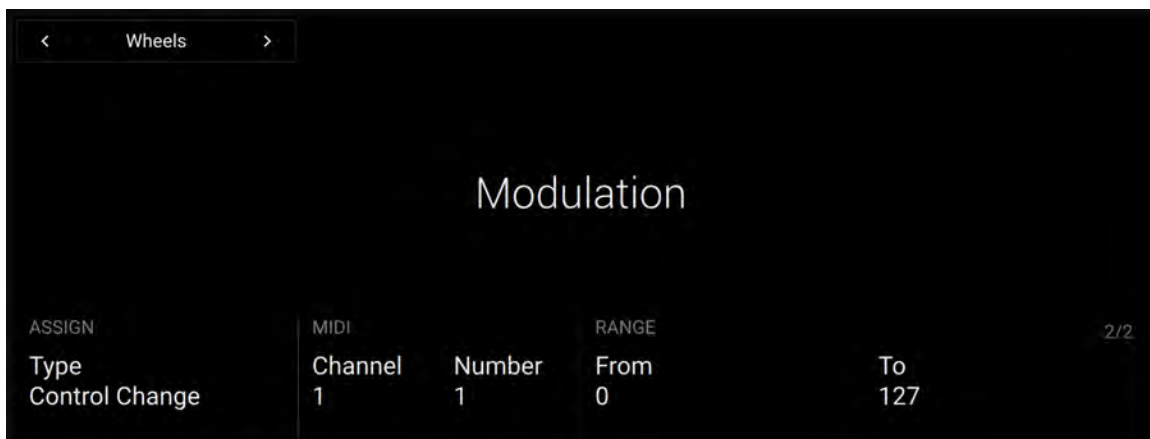 < Wheels >
Modulation
ASSIGN MIDI RANGE 2/2
Type Channel Number From To
Control Change 1 1 0 127